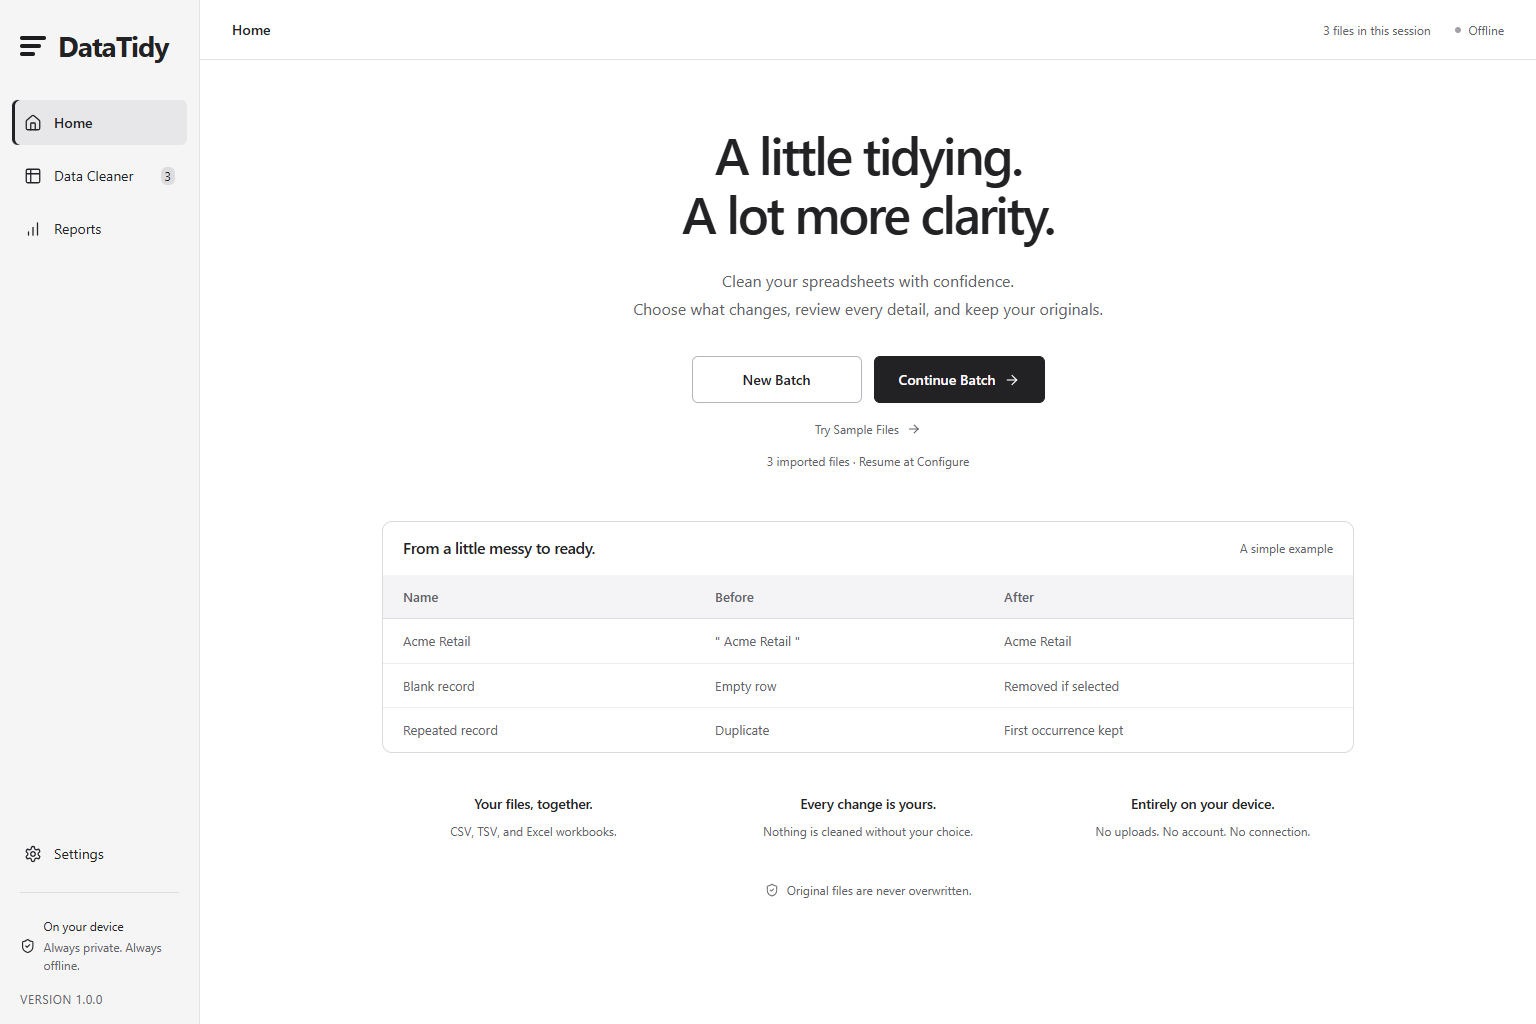 DataTidy
Home
Data Cleaner 3
Reports
Settings
On your device
Always private. Always
offline.
VERSION 1.0.0
Home
3 files in this session
Offline
A little tidying.
A lot more clarity.
Clean your spreadsheets with confidence.
Choose what changes, review every detail, and keep your originals.
New Batch
Continue Batch
Try Sample Files
3 imported files · Resume at Configure
From a little messy to ready.
A simple example
Name Before After
Acme Retail " Acme Retail " Acme Retail
Blank record Empty row Removed if selected
Repeated record Duplicate First occurrence kept
Your files, together.
CSV, TSV, and Excel workbooks.
Every change is yours.
Nothing is cleaned without your choice.
Entirely on your device.
No uploads. No account. No connection.
Original files are never overwritten.